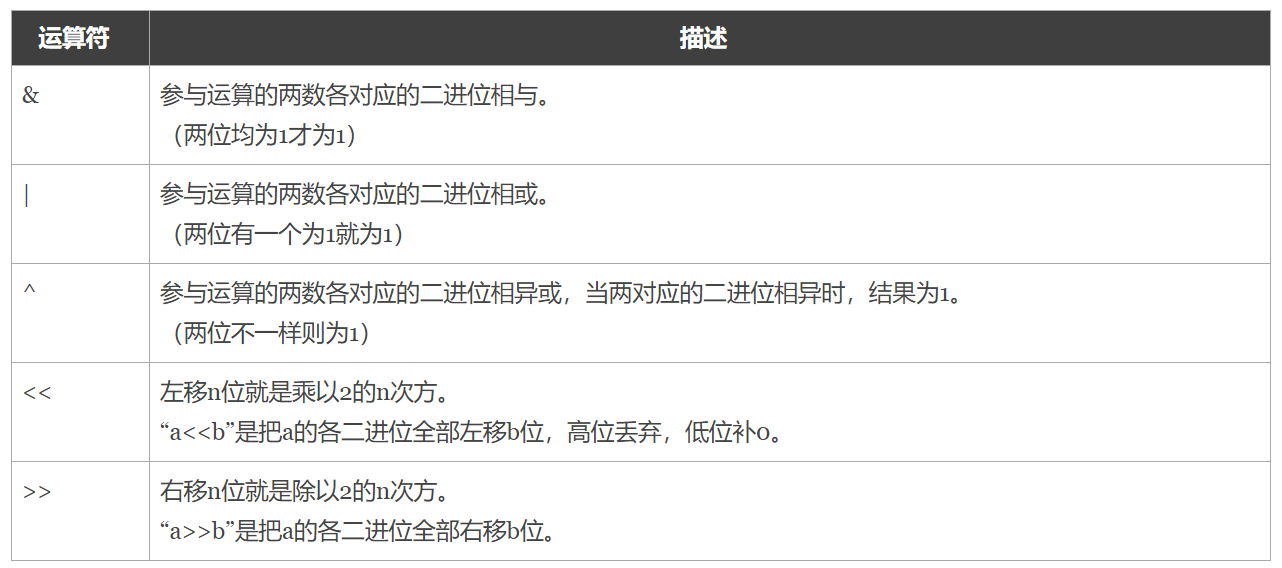 运算符 描述
& 参与运算的两数各对应的二进位相与。
（两位均为1才为1）
| 参与运算的两数各对应的二进位相或。
（两位有一个为1就为1）
^ 参与运算的两数各对应的二进位相异或，当两对应的二进位相异时，结果为1。
（两位不一样则为1）
<< 左移n位就是乘以2的n次方。
“a<<b”是把a的各二进位全部左移b位，高位丢弃，低位补0。
>> 右移n位就是除以2的n次方。
“a>>b”是把a的各二进位全部右移b位。